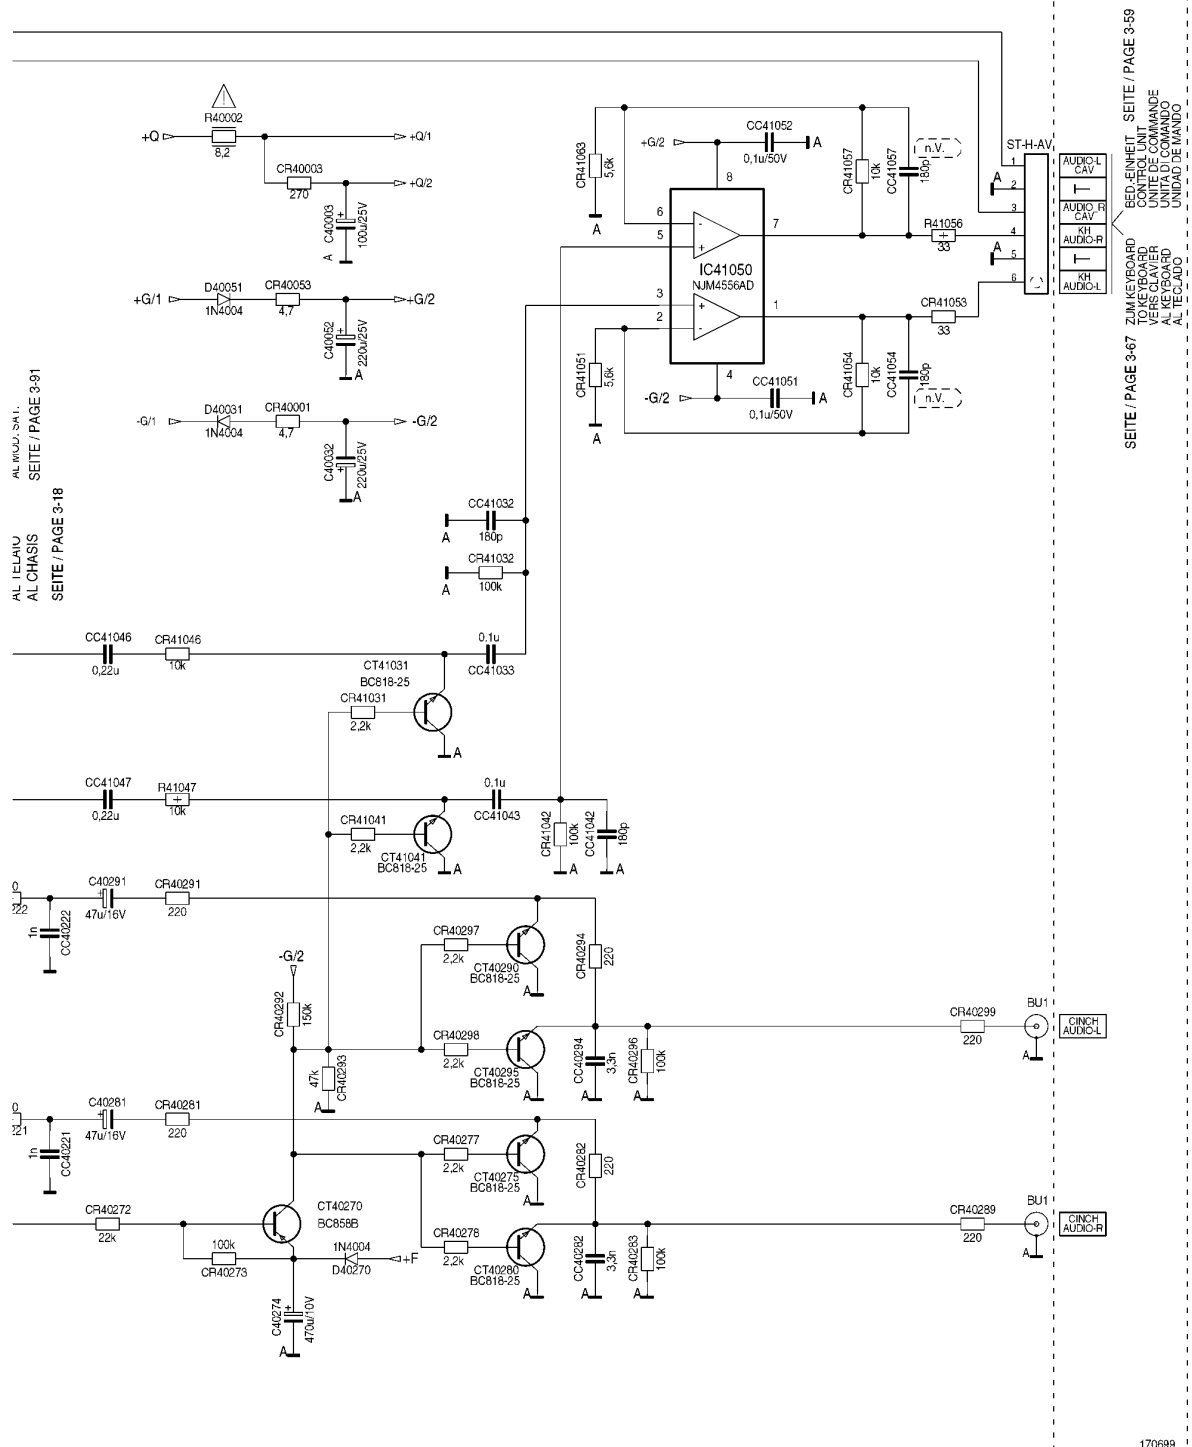 R40002
+Q
8,2
+Q/1
CR40003
270
+Q/2
C40003
100u/25V
A
+G/1
D40051
1N4004
CR40053
4,7
+G/2
C40052
220u/25V
A
-G/1
D40031
1N4004
CR40001
4,7
-G/2
C40032
220u/25V
A
SEITE / PAGE 3-91
AL CHASIS
SEITE / PAGE 3-18
CR41063
5,6k
A
+G/2
CC41052
0,1u/50V
A
8
CR41057
10k
CC41057
180p
n.V.
6
5
7
-
+
IC41050
NJM4556AD
R41056
33
3
2
1
+
-
CR41053
33
CR41051
5,6k
A
4
-G/2
CC41051
0,1u/50V
A
CR41054
10k
CC41054
180p
n.V.
ST-H-AV
1
A
2
3
4
A
5
6
AUDIO-L
CAV
AUDIO_R
CAV
KH
AUDIO-R
KH
AUDIO-L
BED.-EINHEIT SEITE / PAGE 3-59
CONTROL UNIT
UNITE DE COMMANDE
UNITA DI COMANDO
UNIDAD DE MANDO
SEITE / PAGE 3-67 ZUM KEYBOARD
TO KEYBOARD
VERS CLAVIER
AL KEYBOARD
AL TECLADO
CC41032
A
180p
CR41032
A
100k
CC41046
0,22u
CR41046
10k
0.1u
CC41033
CT41031
BC818-25
CR41031
2,2k
A
CC41047
0,22u
R41047
10k
0.1u
CC41043
CR41041
2,2k
CT41041
BC818-25
A
CR41042
100k
A
CC41042
180p
A
0
222
1n
CC40222
C40291
47u/16V
CR40291
220
CR40297
2,2k
CT40290
BC818-25
A
CR40294
220
-G/2
CR40292
150k
47k
CR40293
A
CR40298
2,2k
CT40295
BC818-25
A
CC40294
3,3n
A
CR40296
100k
A
CR40299
220
BU1
A
CINCH
AUDIO-L
0
221
1n
CC40221
C40281
47u/16V
CR40281
220
CR40277
2,2k
CT40275
BC818-25
A
CR40282
220
CR40272
22k
CT40270
BC858B
100k
CR40273
1N4004
D40270
+F
C40274
470u/10V
A
CR40278
2,2k
CT40280
BC818-25
A
CC40282
3,3n
A
CR40283
100k
A
CR40289
220
BU1
A
CINCH
AUDIO-R
170699